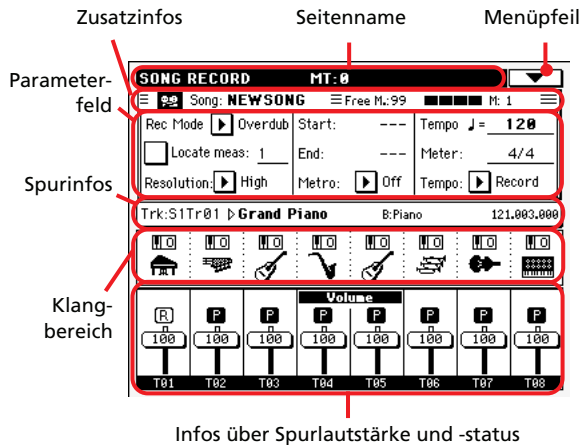 Zusatzinfos Seitenname Menüpfeil
SONG RECORD MT:0
Parameter-
feld
Song: NEWSONG Free M.:99 M: 1
Rec Mode Overdub Start: --- Tempo ♩= 120
Locate meas: 1 End: --- Meter: 4/4
Resolution: High Metro: Off Tempo: Record
Spurinfos
Trk:S1Tr01 Grand Piano B:Piano 121.003.000
Klang-
bereich
Volume
R P P P P P P P
100 100 100 100 100 100 100 100
T01 T02 T03 T04 T05 T06 T07 T08
Infos über Spurlautstärke und -status